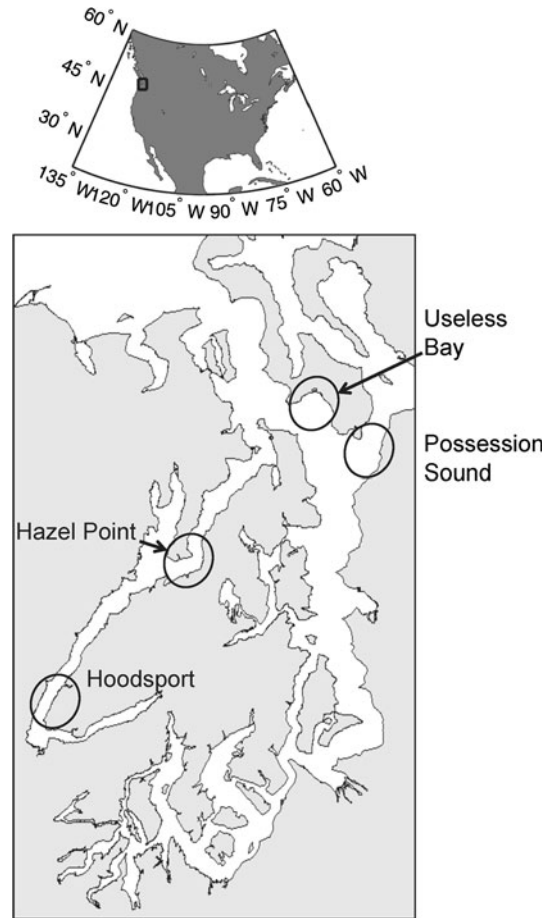 60° N
45° N
30° N
135° W
120° W
105° W
90° W
75° W
60° W
Useless
Bay
Possession
Sound
Hazel Point
Hoodsport